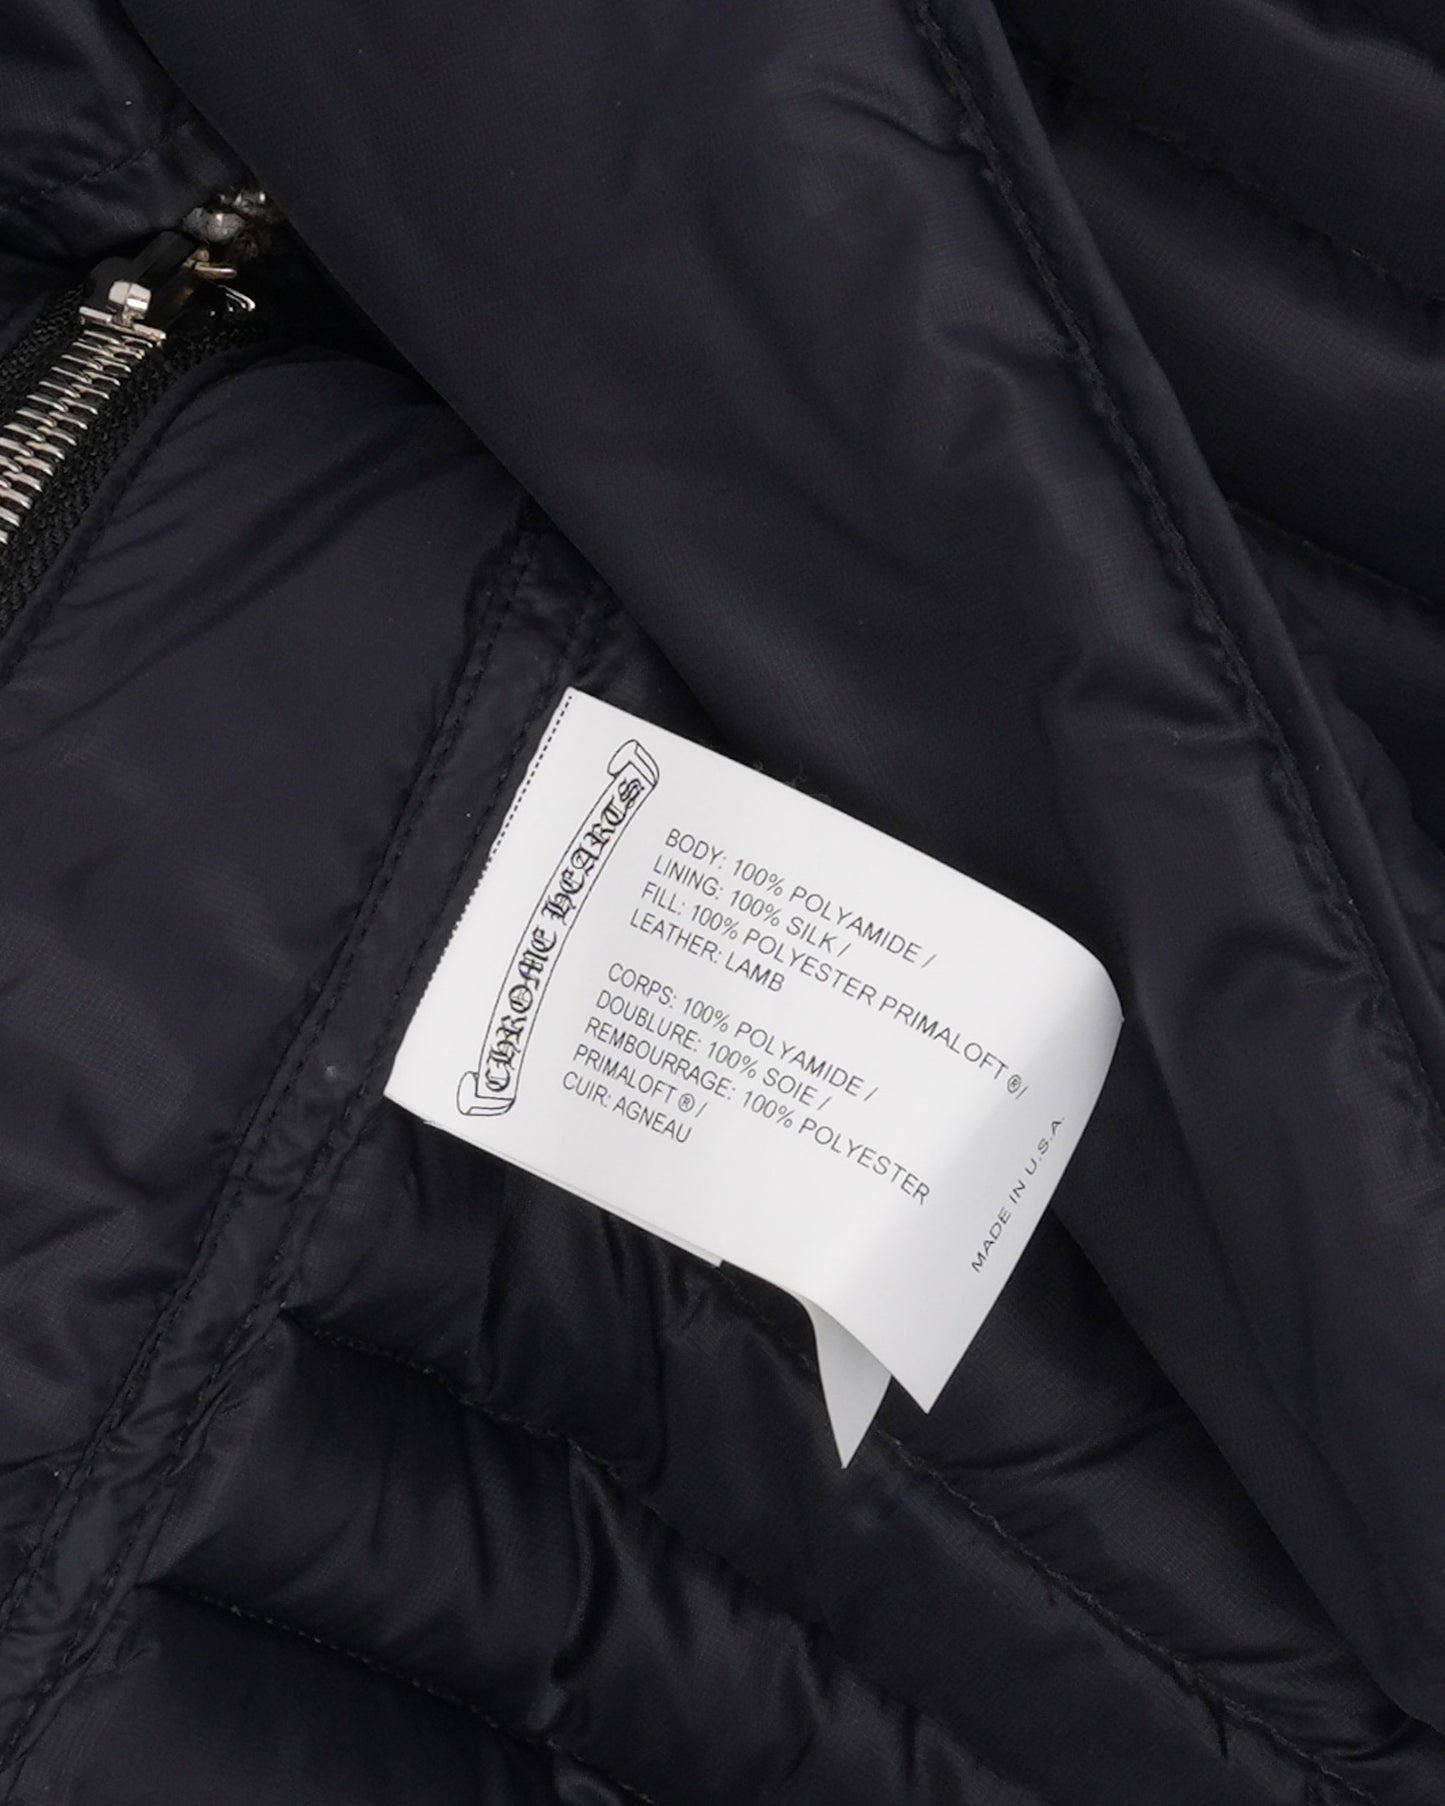 CHROME HEARTS
BODY: 100% POLYAMIDE /
LINING: 100% SILK /
FILL: 100% POLYESTER PRIMALOFT ® /
LEATHER: LAMB
CORPS: 100% POLYAMIDE /
DOUBLURE: 100% SOIE /
REMBOURRAGE: 100% POLYESTER
PRIMALOFT ® /
CUIR: AGNEAU
MADE IN U.S.A.